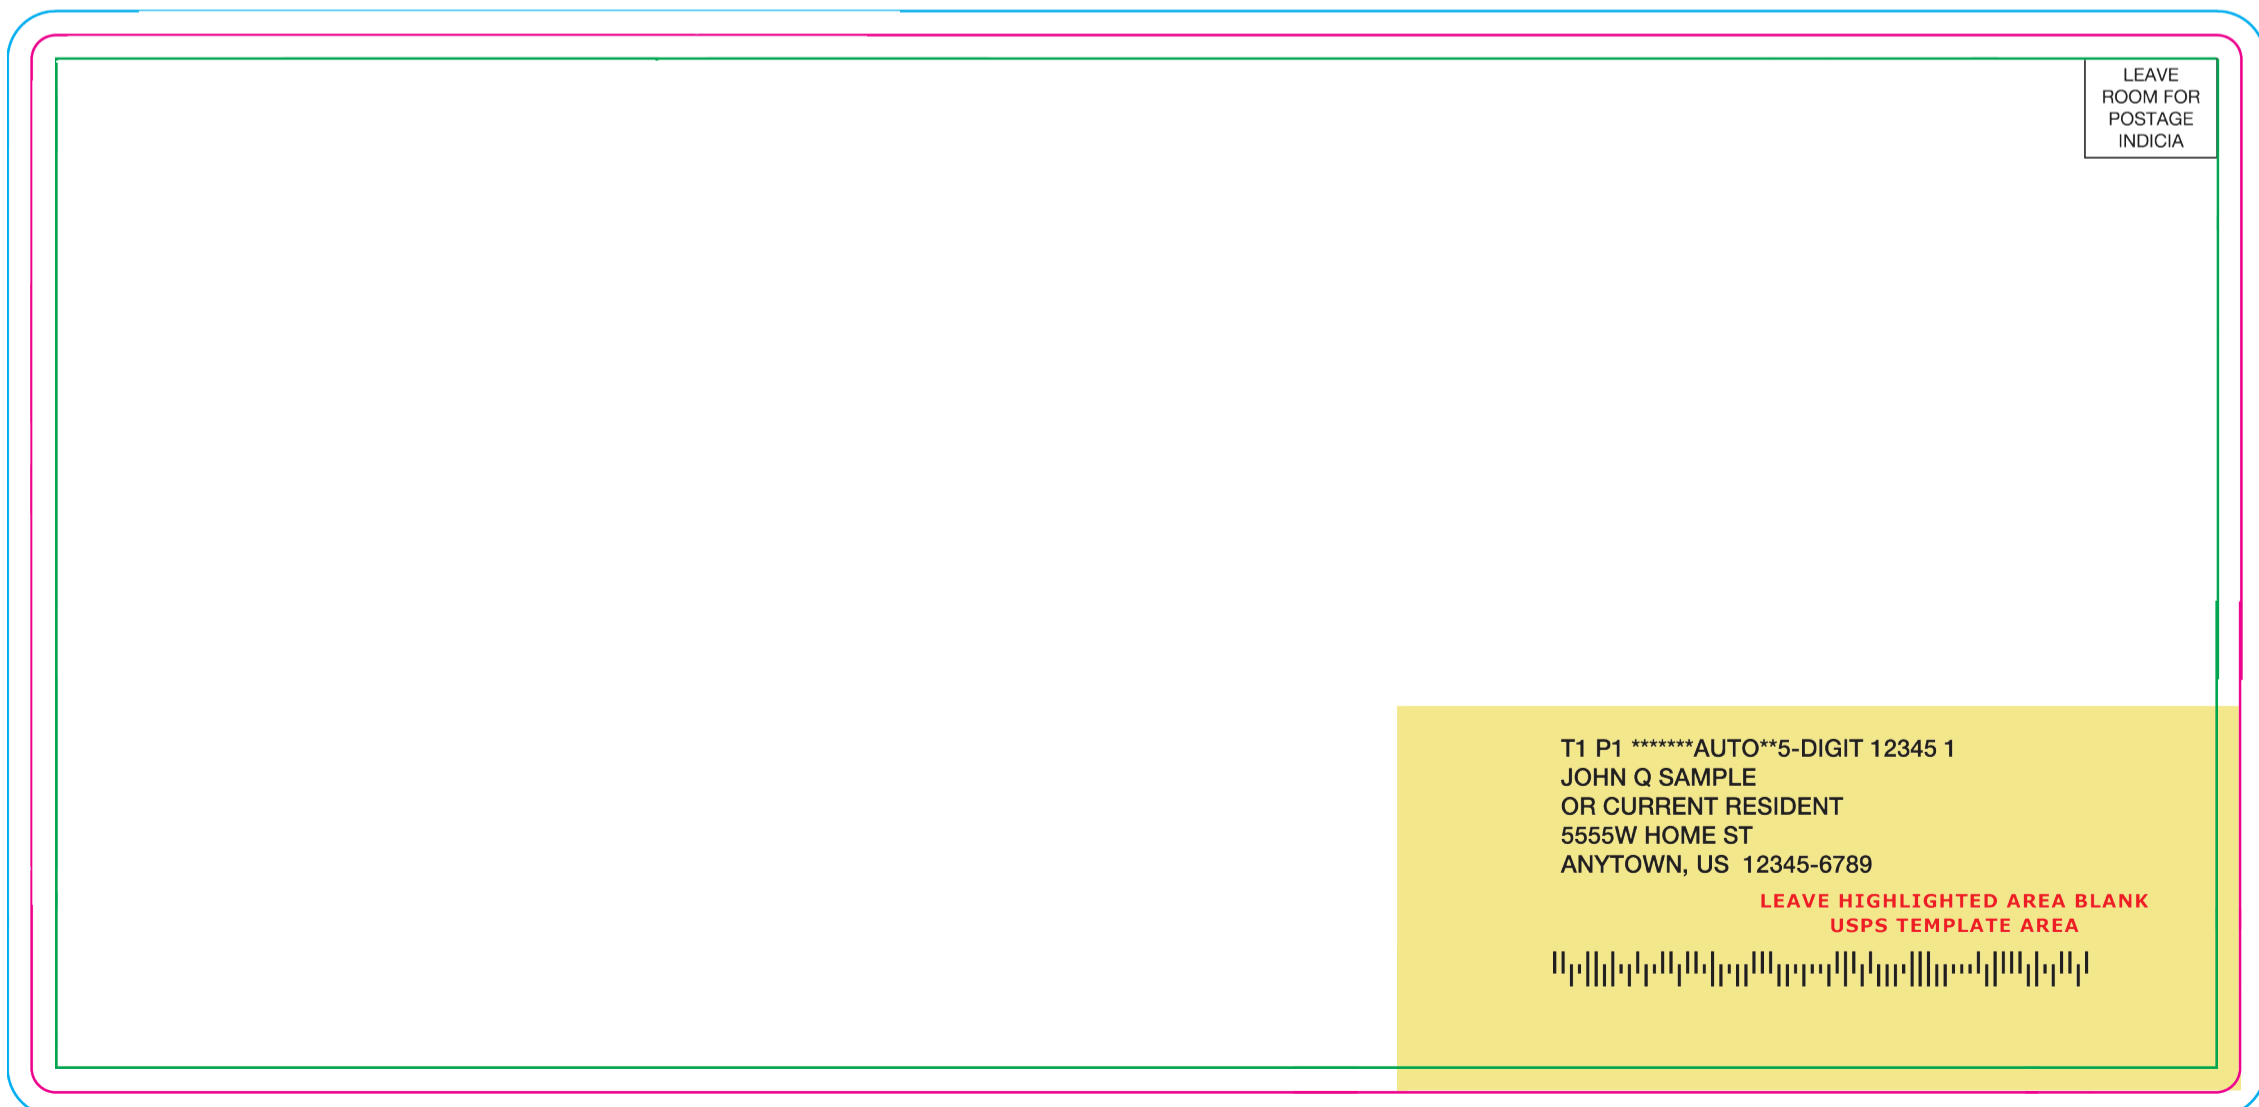 LEAVE
ROOM FOR
POSTAGE
INDICIA
T1 P1 *******AUTO**5-DIGIT 12345 1
JOHN Q SAMPLE
OR CURRENT RESIDENT
5555W HOME ST
ANYTOWN, US  12345-6789
LEAVE HIGHLIGHTED AREA BLANK
USPS TEMPLATE AREA